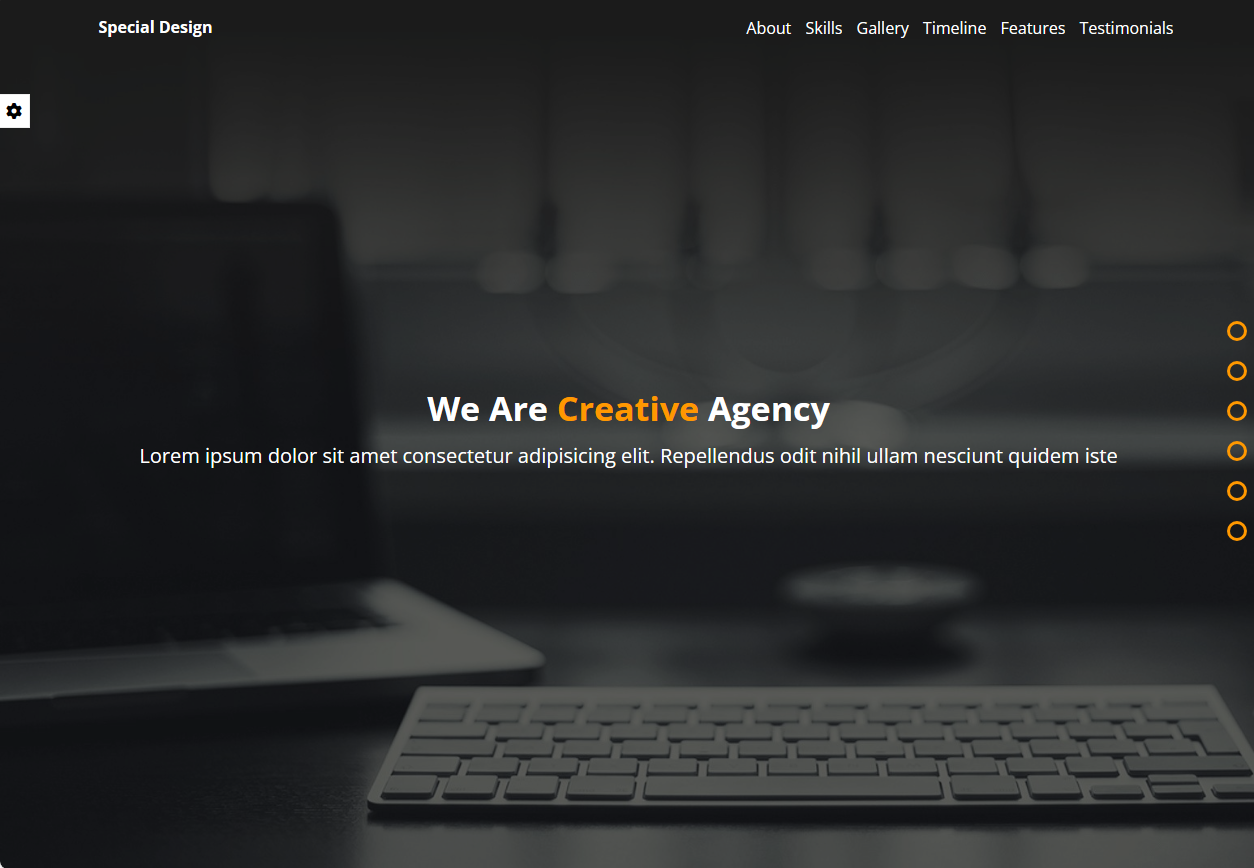 Special Design
About Skills Gallery Timeline Features Testimonials
We Are Creative Agency
Lorem ipsum dolor sit amet consectetur adipisicing elit. Repellendus odit nihil ullam nesciunt quidem iste